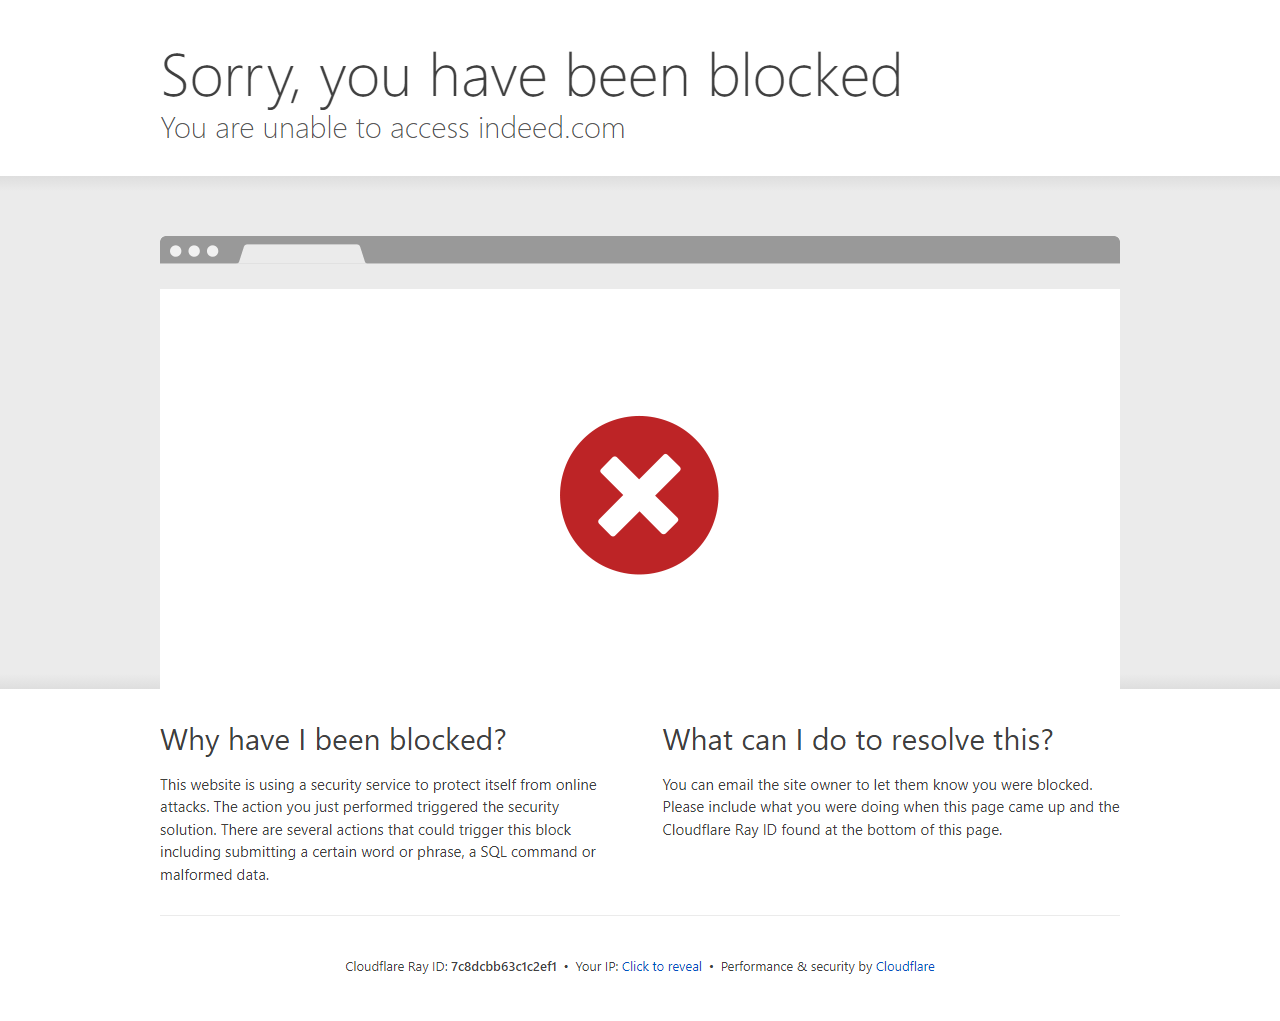 Sorry, you have been blocked
You are unable to access indeed.com
Why have I been blocked?
This website is using a security service to protect itself from online
attacks. The action you just performed triggered the security
solution. There are several actions that could trigger this block
including submitting a certain word or phrase, a SQL command or
malformed data.
What can I do to resolve this?
You can email the site owner to let them know you were blocked.
Please include what you were doing when this page came up and the
Cloudflare Ray ID found at the bottom of this page.
Cloudflare Ray ID: 7c8dcbb63c1c2ef1 • Your IP: Click to reveal • Performance & security by Cloudflare